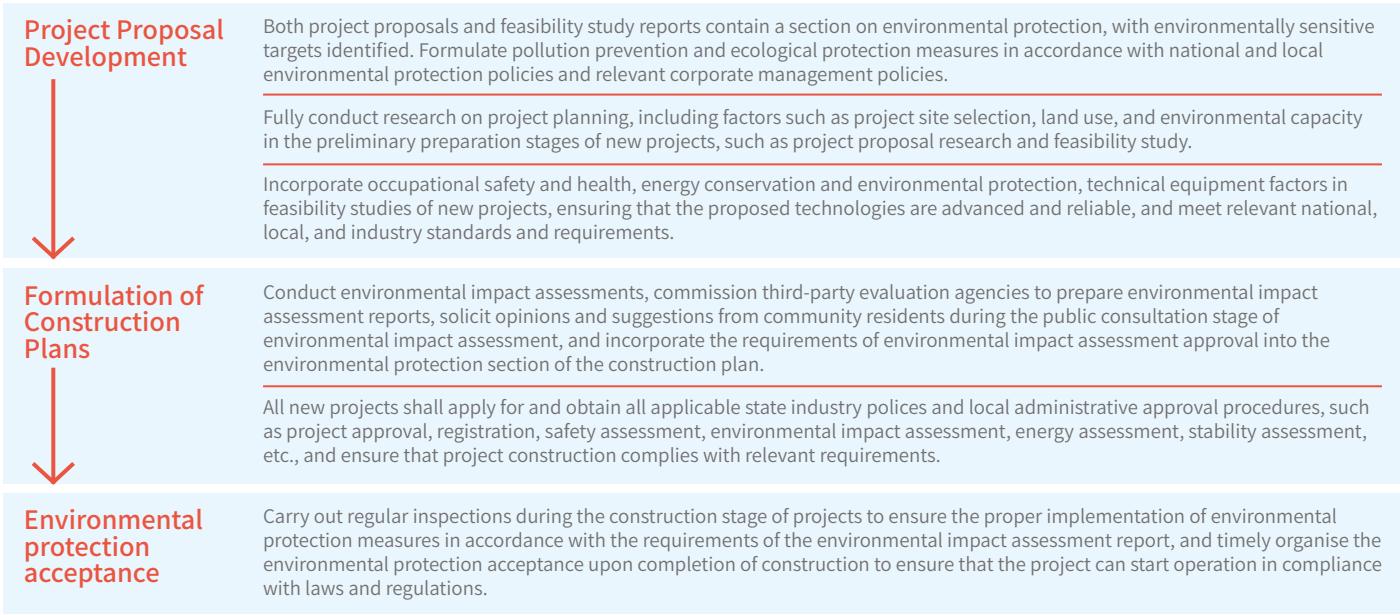 Project Proposal
Development
Both project proposals and feasibility study reports contain a section on environmental protection, with environmentally sensitive
targets identified. Formulate pollution prevention and ecological protection measures in accordance with national and local
environmental protection policies and relevant corporate management policies.
Fully conduct research on project planning, including factors such as project site selection, land use, and environmental capacity
in the preliminary preparation stages of new projects, such as project proposal research and feasibility study.
Incorporate occupational safety and health, energy conservation and environmental protection, technical equipment factors in
feasibility studies of new projects, ensuring that the proposed technologies are advanced and reliable, and meet relevant national,
local, and industry standards and requirements.
Formulation of
Construction
Plans
Conduct environmental impact assessments, commission third-party evaluation agencies to prepare environmental impact
assessment reports, solicit opinions and suggestions from community residents during the public consultation stage of
environmental impact assessment, and incorporate the requirements of environmental impact assessment approval into the
environmental protection section of the construction plan.
All new projects shall apply for and obtain all applicable state industry polices and local administrative approval procedures, such
as project approval, registration, safety assessment, environmental impact assessment, energy assessment, stability assessment,
etc., and ensure that project construction complies with relevant requirements.
Environmental
protection
acceptance
Carry out regular inspections during the construction stage of projects to ensure the proper implementation of environmental
protection measures in accordance with the requirements of the environmental impact assessment report, and timely organise the
environmental protection acceptance upon completion of construction to ensure that the project can start operation in compliance
with laws and regulations.